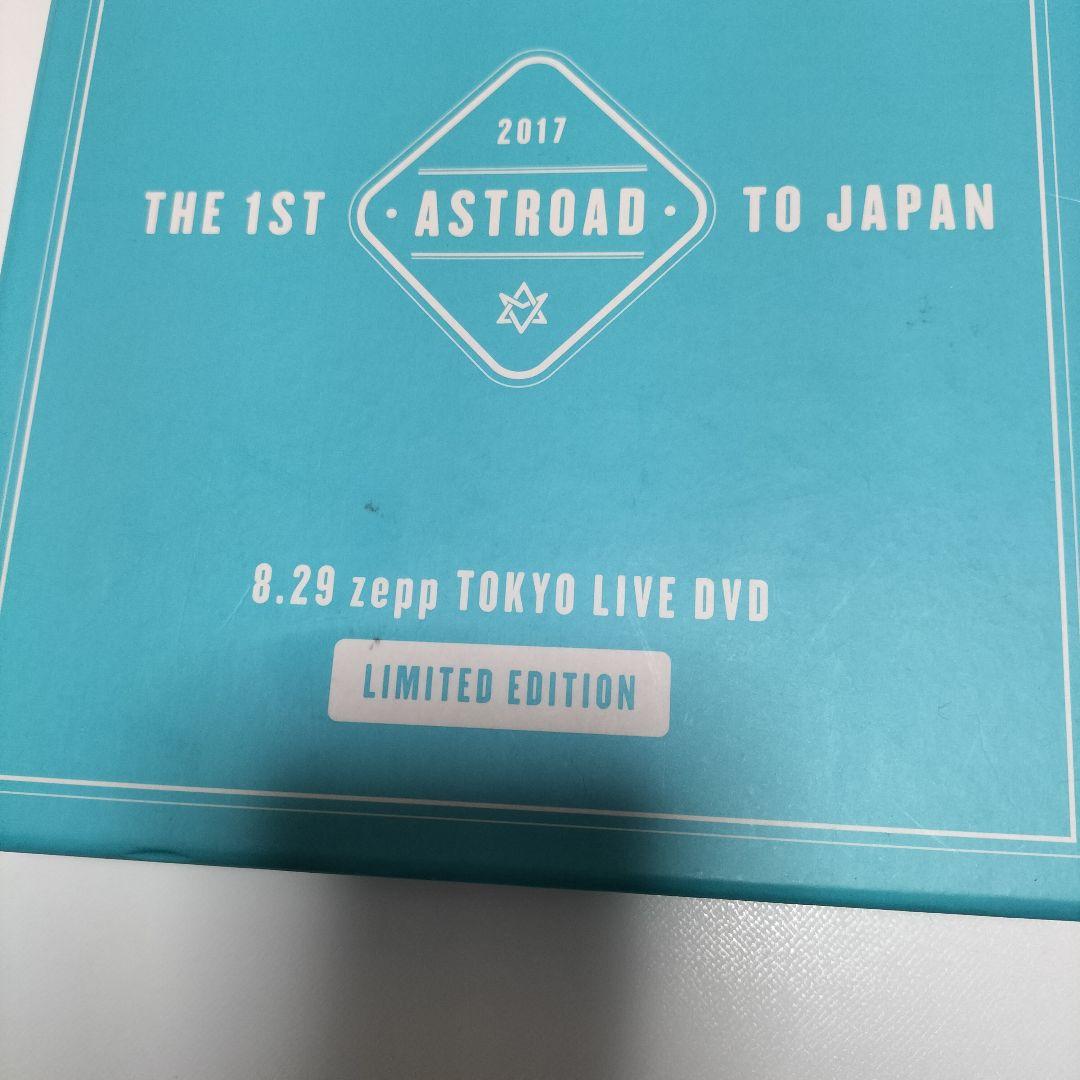 2017
THE 1ST ASTROAD TO JAPAN
8.29 zepp TOKYO LIVE DVD
LIMITED EDITION